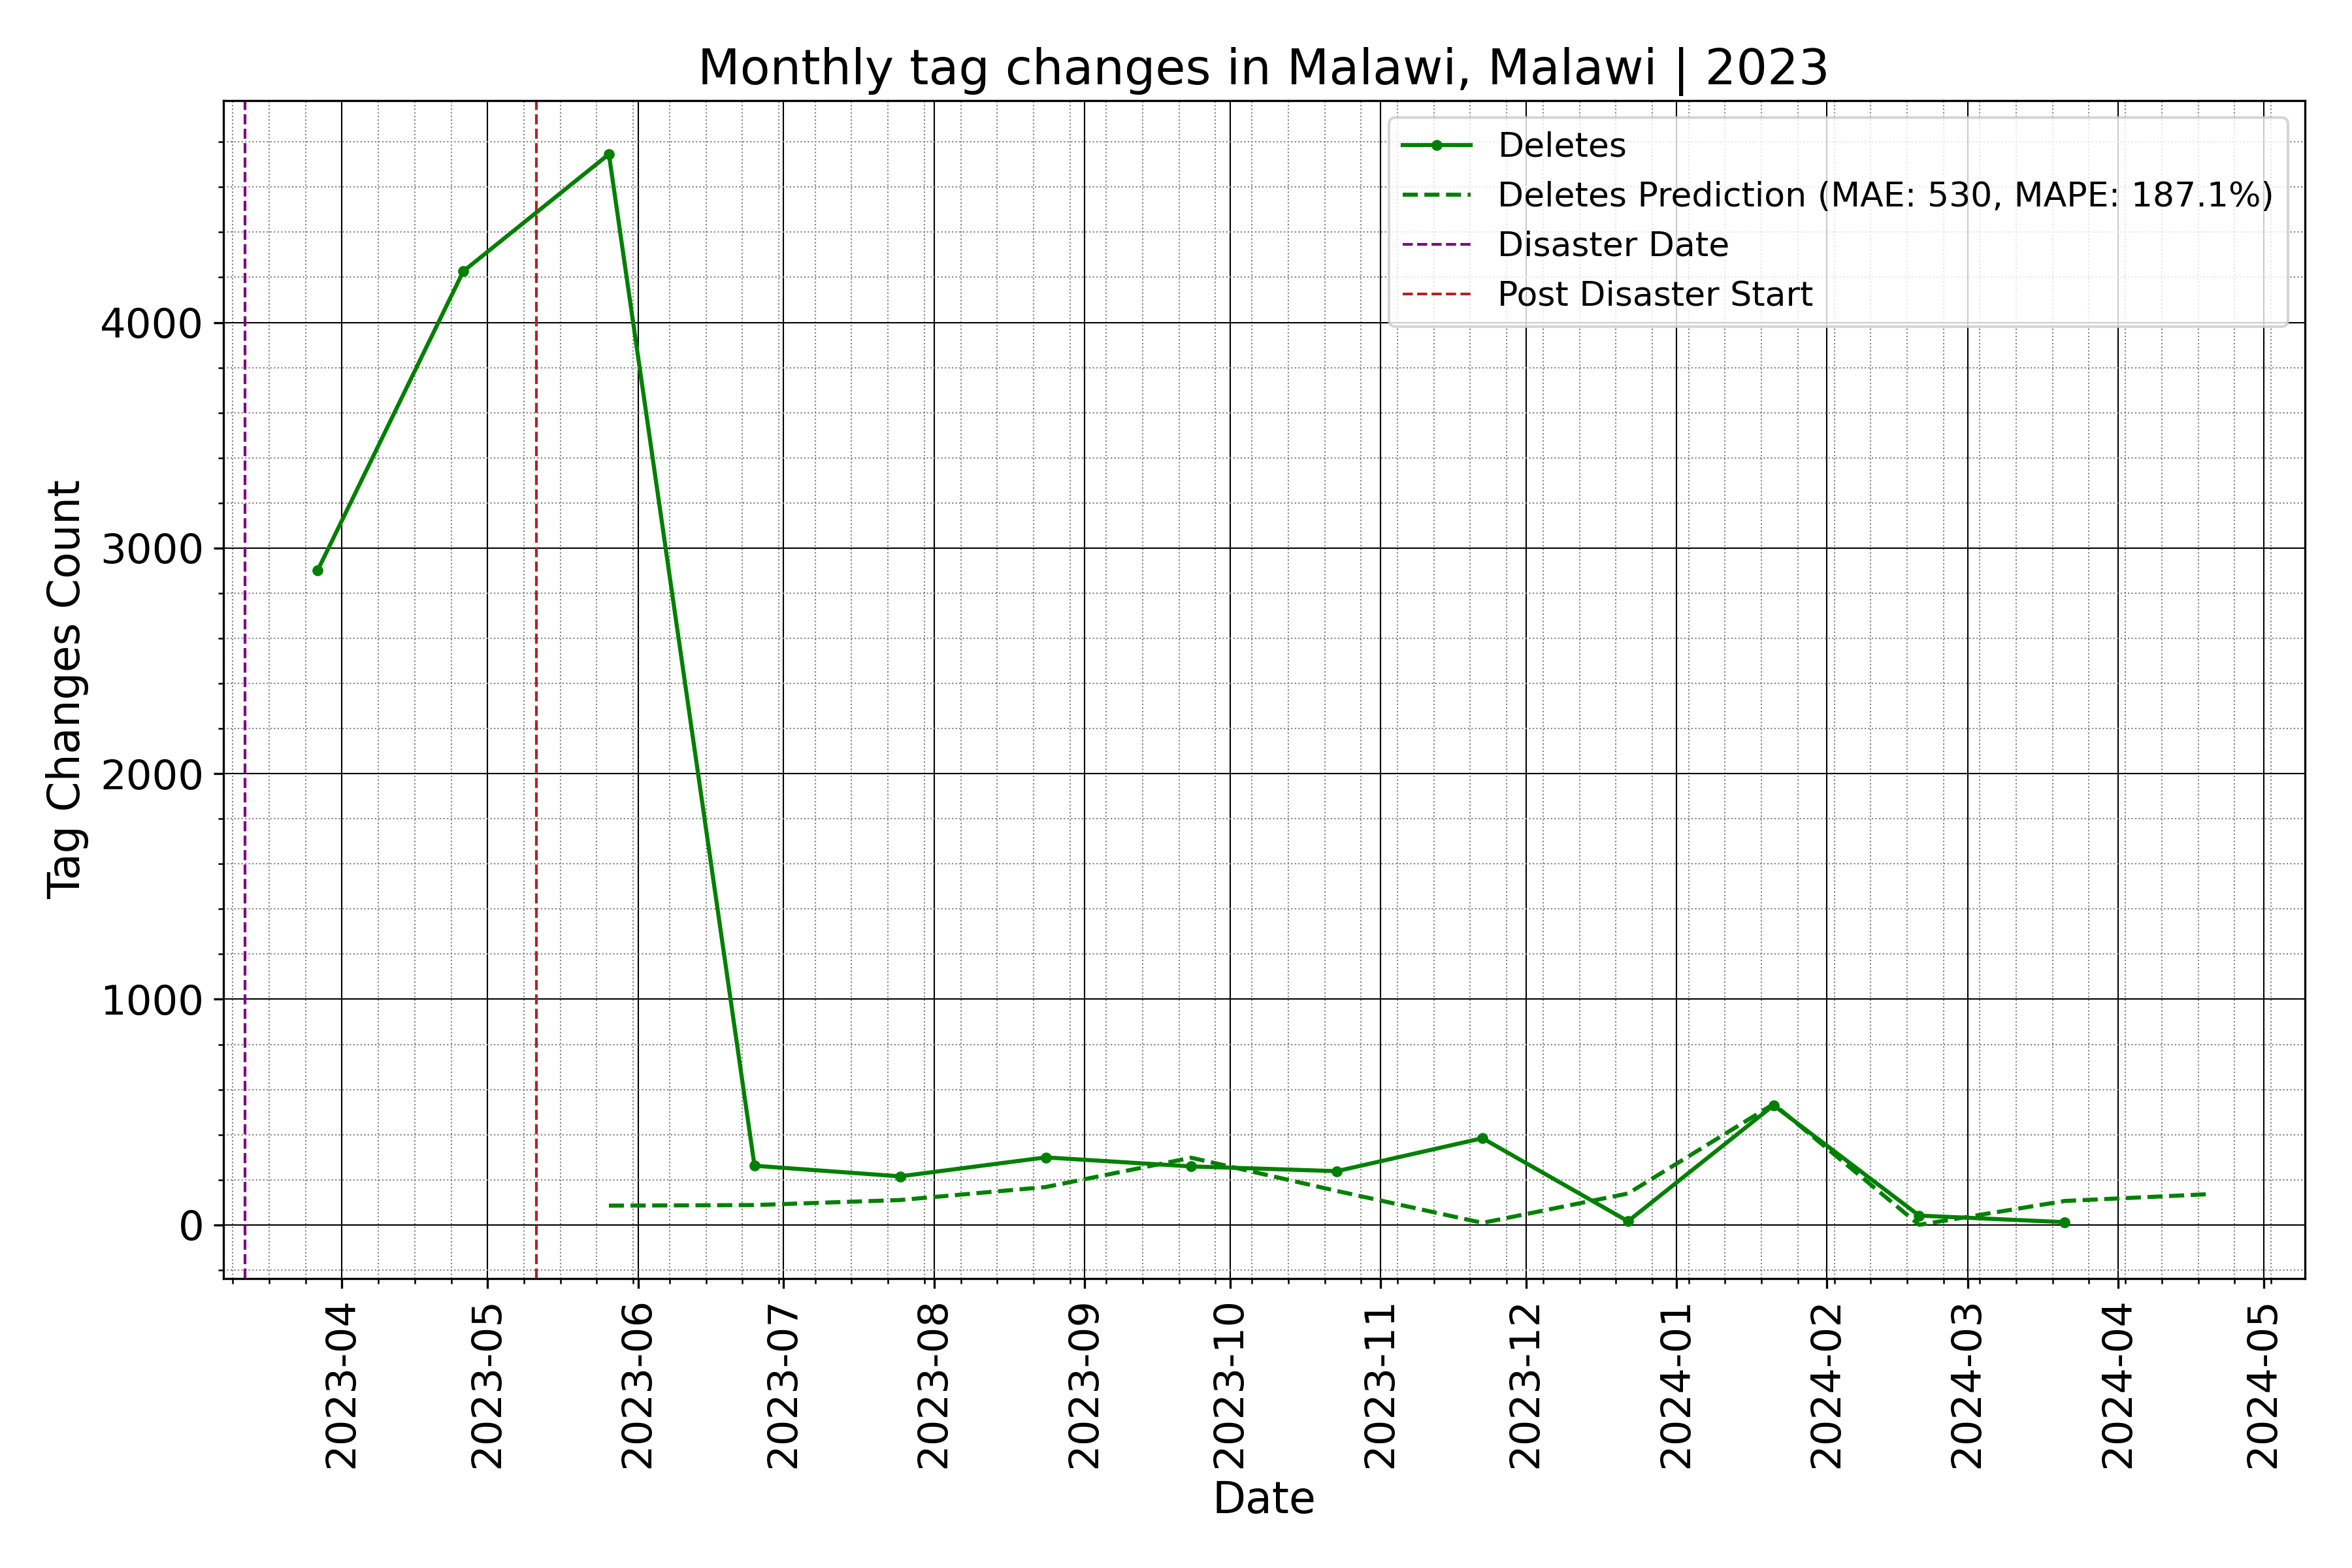 Monthly tag changes in Malawi, Malawi | 2023
Deletes
Deletes Prediction (MAE: 530, MAPE: 187.1%)
Disaster Date
Post Disaster Start
Tag Changes Count
4000
3000
2000
1000
0
2023-04
2023-05
2023-06
2023-07
2023-08
2023-09
2023-10
2023-11
2023-12
2024-01
2024-02
2024-03
2024-04
2024-05
Date